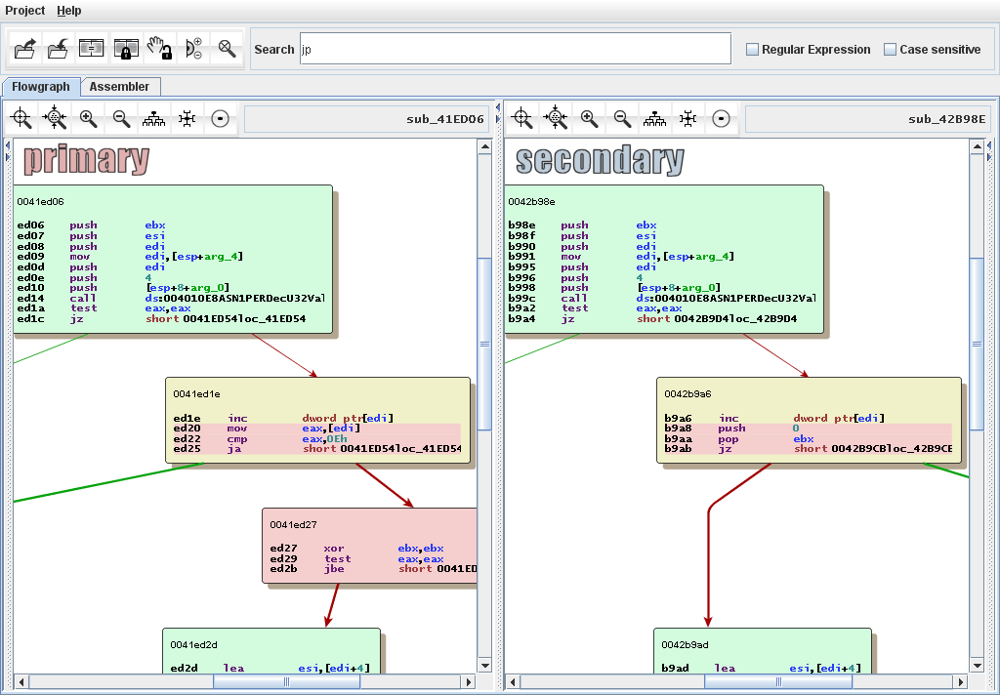 Project Help
Search jp Regular Expression Case sensitive
Flowgraph Assembler
sub_41ED06
primary
0041ed06
ed06 push ebx
ed07 push esi
ed08 push edi
ed09 mov edi,[esp+arg_4]
ed0d push edi
ed0e push 4
ed10 push [esp+8+arg_0]
ed14 call ds:004010E8ASN1PERDecU32Val
ed1a test eax,eax
ed1c jz short 0041ED54loc_41ED54
0041ed1e
ed1e inc dword ptr[edi]
ed20 mov eax,[edi]
ed22 cmp eax,0Eh
ed25 ja short 0041ED54loc_41ED54
0041ed27
ed27 xor ebx,ebx
ed29 test eax,eax
ed2b jbe short 0041ED
0041ed2d
ed2d lea esi,[edi+4]
sub_42B98E
secondary
0042b98e
b98e push ebx
b98f push esi
b990 push edi
b991 mov edi,[esp+arg_4]
b995 push edi
b996 push 4
b998 push [esp+8+arg_0]
b99c call ds:004010E8ASN1PERDecU32Val
b9a2 test eax,eax
b9a4 jz short 0042B9D4loc_42B9D4
0042b9a6
b9a6 inc dword ptr[edi]
b9a8 push 0
b9aa pop ebx
b9ab jz short 0042B9CBloc_42B9CB
0042b9ad
b9ad lea esi,[edi+4]